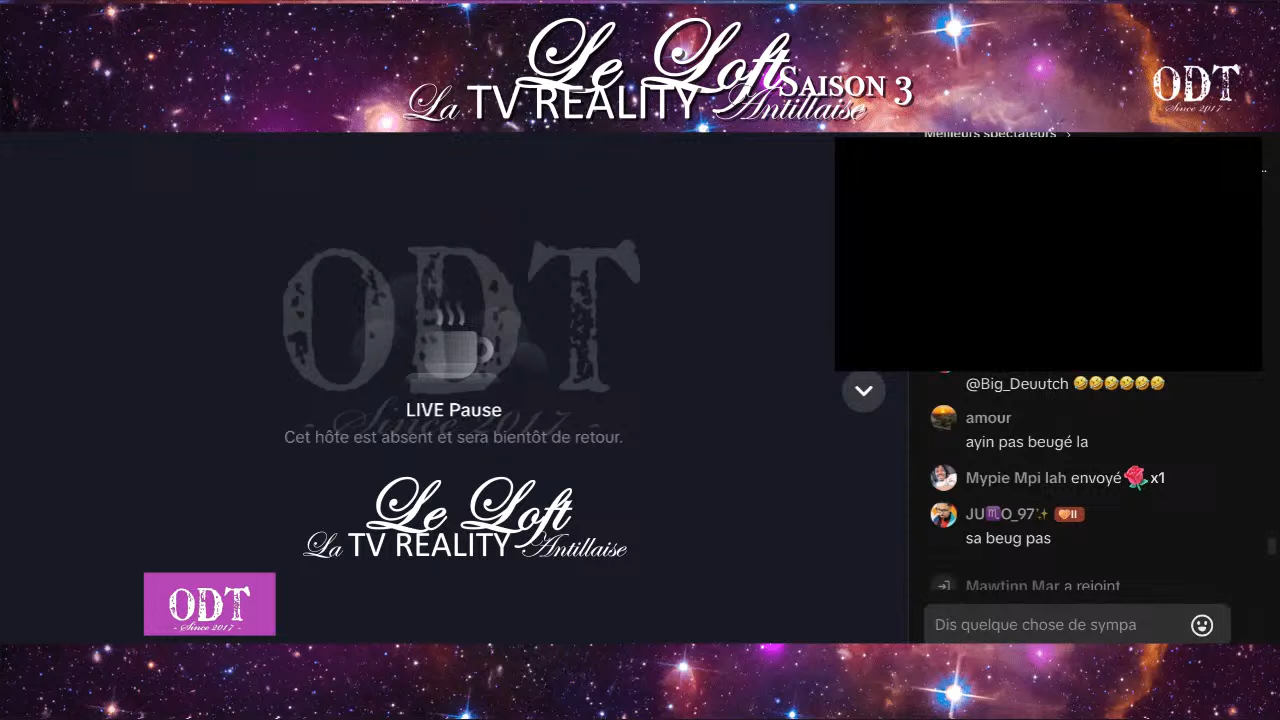 Le Loft
Saison 3
La TV REALITY Antillaise
ODT
Since 2017
Meilleurs spectateurs >
...
ODT
- Since 2017 -
LIVE Pause
Cet hôte est absent et sera bientôt de retour.
Le Loft
La TV REALITY Antillaise
ODT
- Since 2017 -
@Big_Deuutch 🤣🤣🤣🤣🤣🤣
amour
ayin pas beugé la
Mypie Mpi lah envoyé 🌹x1
JU♏O_97✨ II
sa beug pas
Mawtinn Mar a rejoint
Dis quelque chose de sympa